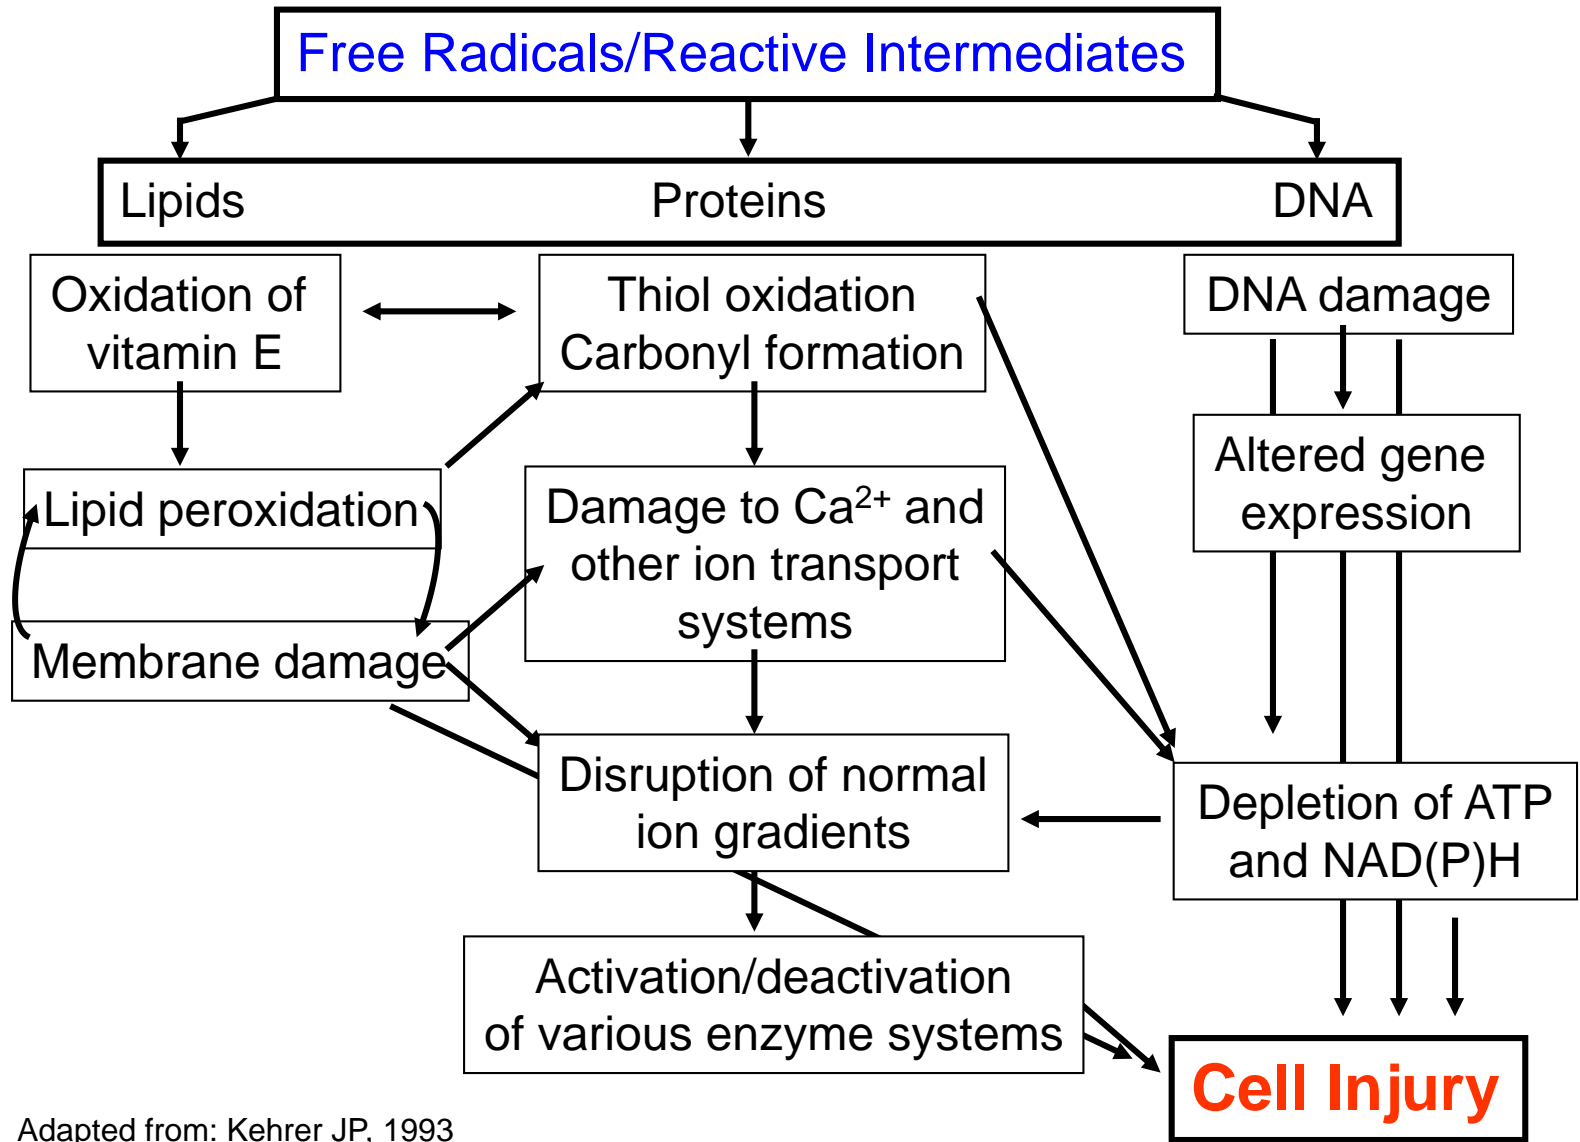 Free Radicals/Reactive Intermediates
Lipids Proteins DNA
Oxidation of
vitamin E
Thiol oxidation
Carbonyl formation
DNA damage
Lipid peroxidation
Damage to Ca²⁺ and
other ion transport
systems
Altered gene
expression
Membrane damage
Disruption of normal
ion gradients
Depletion of ATP
and NAD(P)H
Activation/deactivation
of various enzyme systems
Cell Injury
Adapted from: Kehrer JP, 1993